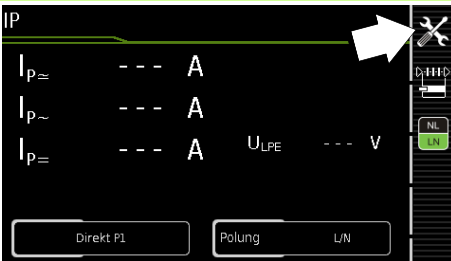 IP
IP≃ --- A
IP~ --- A
IP= --- A
ULPE --- V
NL
LN
Direkt P1
Polung L/N